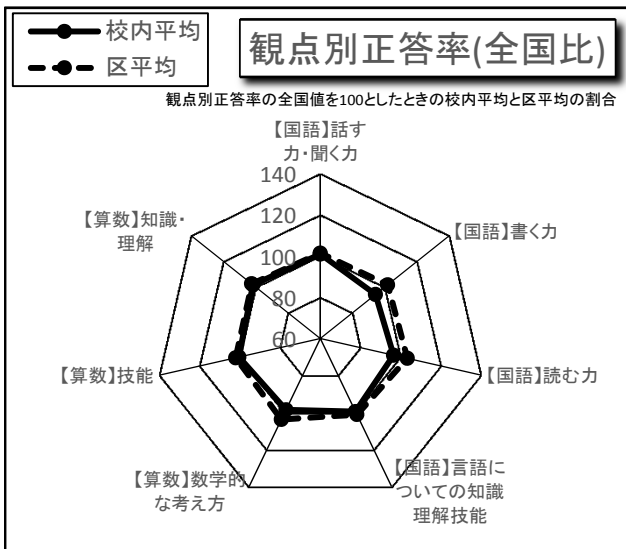 校内平均
区平均
観点別正答率(全国比)
観点別正答率の全国値を100としたときの校内平均と区平均の割合
【国語】話す
力・聞く力
140
120
100
80
60
【国語】書く力
【国語】読む力
【国語】言語に
ついての知識
理解技能
【算数】数学的
な考え方
【算数】技能
【算数】知識・
理解